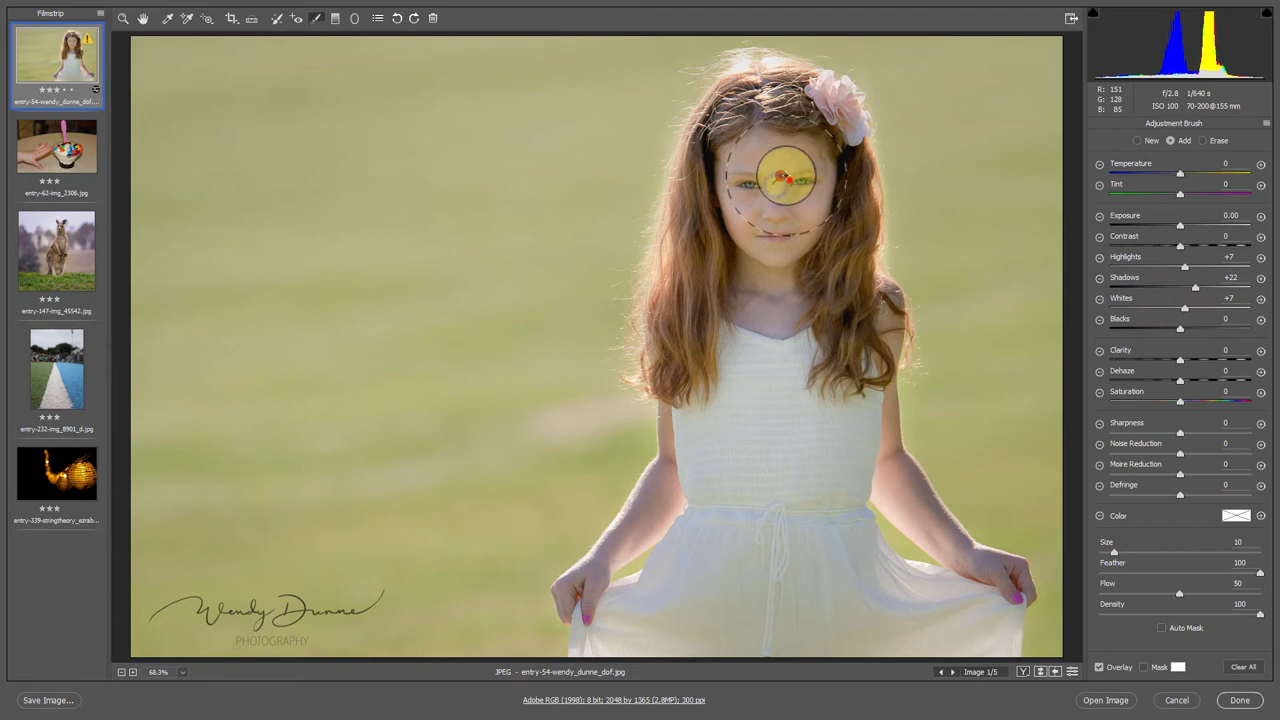 Filmstrip
entry-54-wendy_dunne_dof....
entry-62-img_2306.jpg
entry-147-img_45542.jpg
entry-232-img_8901_d.jpg
entry-339-stringtheory_ezrab...
Wendy Dunne
PHOTOGRAPHY
68.3%
JPEG - entry-54-wendy_dunne_dof.jpg
Image 1/5
R: 151
G: 128
B: 85
f/2.8 1/640 s
ISO 100 70-200@155 mm
Adjustment Brush
New Add Erase
Temperature 0
Tint 0
Exposure 0.00
Contrast 0
Highlights +7
Shadows +22
Whites +7
Blacks 0
Clarity 0
Dehaze 0
Saturation 0
Sharpness 0
Noise Reduction 0
Moire Reduction 0
Defringe 0
Color
Size 10
Feather 100
Flow 50
Density 100
Auto Mask
Overlay Mask Clear All
Save Image...
Adobe RGB (1998); 8 bit; 2048 by 1365 (2.8MP); 300 ppi
Open Image Cancel Done